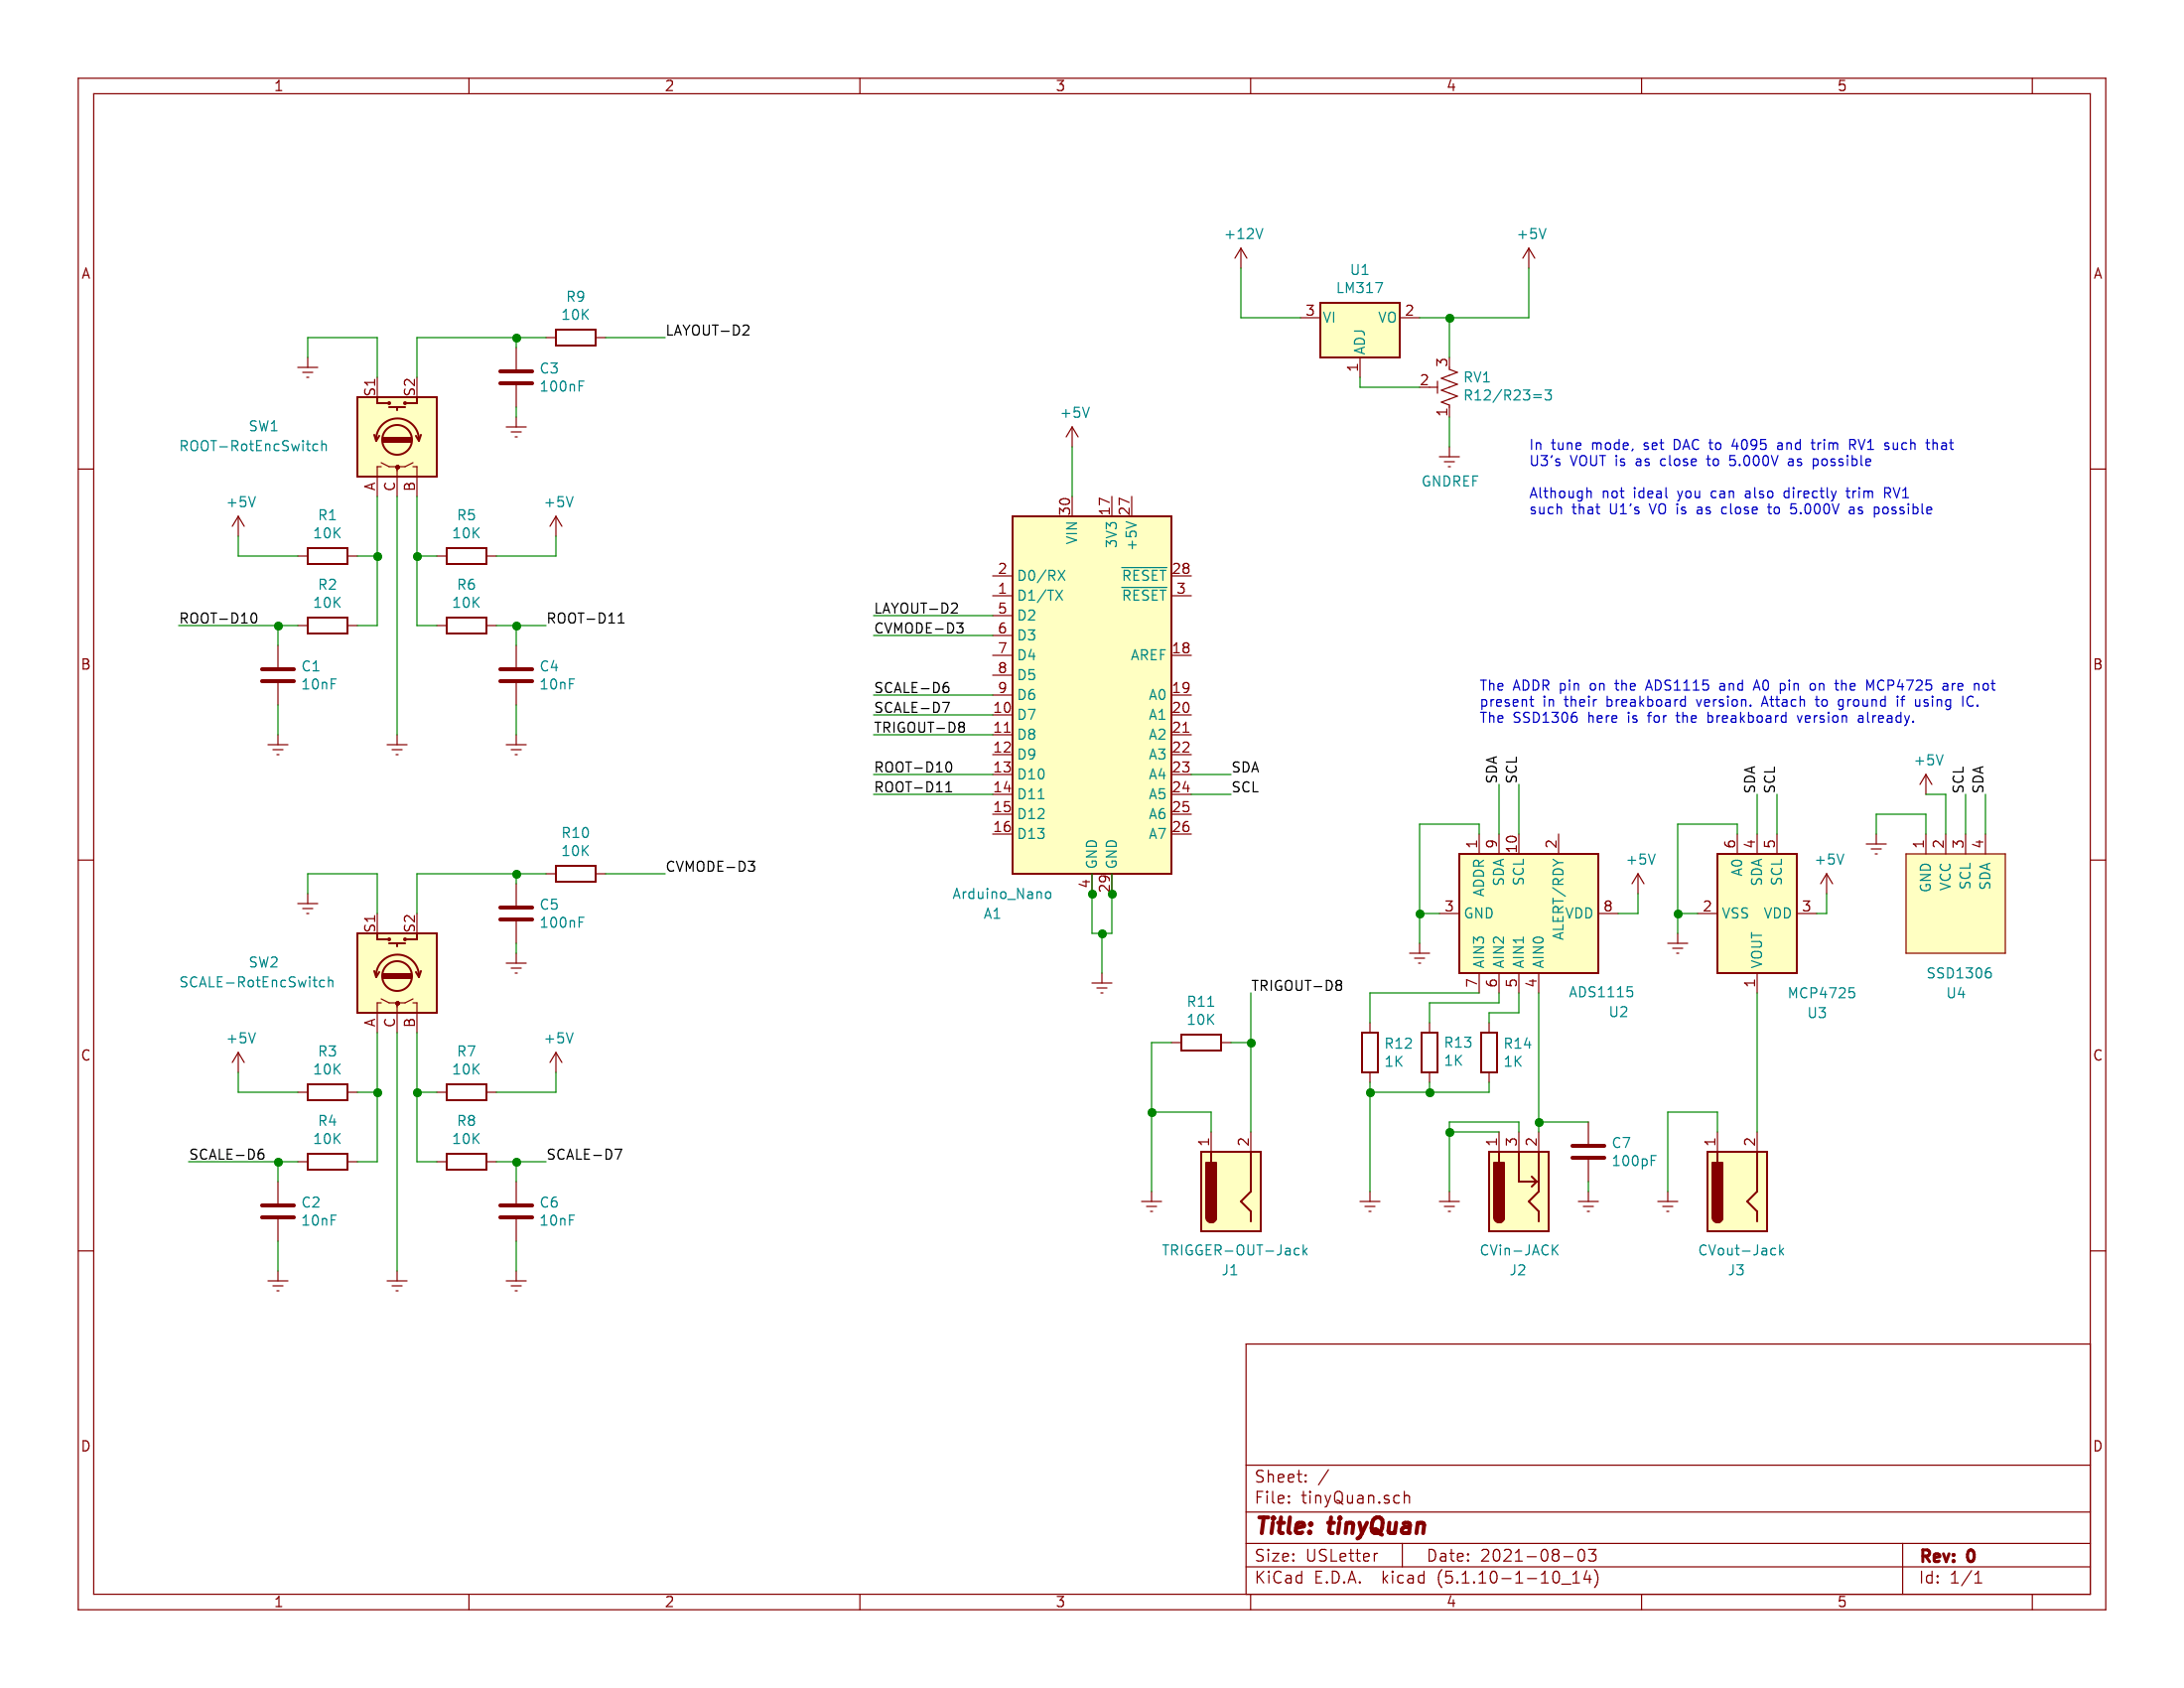 1 2 3 4 5
A
A
B
B
C
C
D
D
1 2 3 4 5
R9
10K
LAYOUT-D2
C3
100nF
S1
S2
SW1
ROOT-RotEncSwitch
A
C
B
+5V
+5V
R1
10K
R5
10K
R2
10K
R6
10K
ROOT-D10
ROOT-D11
C1
10nF
C4
10nF
R10
10K
CVMODE-D3
C5
100nF
S1
S2
SW2
SCALE-RotEncSwitch
A
C
B
+5V
+5V
R3
10K
R7
10K
R4
10K
R8
10K
SCALE-D6
SCALE-D7
C2
10nF
C6
10nF
+5V
30
17
27
VIN
3V3
+5V
2 D0/RX
1 D1/TX
LAYOUT-D2 5 D2
CVMODE-D3 6 D3
7 D4
8 D5
SCALE-D6 9 D6
SCALE-D7 10 D7
TRIGOUT-D8 11 D8
12 D9
ROOT-D10 13 D10
ROOT-D11 14 D11
15 D12
16 D13
RESET 28
RESET 3
AREF 18
A0 19
A1 20
A2 21
A3 22
A4 23 SDA
A5 24 SCL
A6 25
A7 26
GND
GND
4
29
Arduino_Nano
A1
+12V
+5V
U1
LM317
3 VI
VO 2
ADJ
1
3
2
1
RV1
R12/R23=3
GNDREF
In tune mode, set DAC to 4095 and trim RV1 such that
U3's VOUT is as close to 5.000V as possible
Although not ideal you can also directly trim RV1
such that U1's VO is as close to 5.000V as possible
The ADDR pin on the ADS1115 and A0 pin on the MCP4725 are not
present in their breakboard version. Attach to ground if using IC.
The SSD1306 here is for the breakboard version already.
SDA
SCL
1
9
10
2
ADDR
SDA
SCL
ALERT/RDY
3 GND
VDD 8
+5V
AIN3
AIN2
AIN1
AIN0
7
6
5
4
ADS1115
U2
SDA
SCL
6
4
5
A0
SDA
SCL
2 VSS
VDD 3
+5V
VOUT
1
MCP4725
U3
+5V
SCL
SDA
1
2
3
4
GND
VCC
SCL
SDA
SSD1306
U4
TRIGOUT-D8
R11
10K
1
2
TRIGGER-OUT-Jack
J1
R12
1K
R13
1K
R14
1K
1
3
2
C7
100pF
CVin-JACK
J2
1
2
CVout-Jack
J3
Sheet: /
File: tinyQuan.sch
Title: tinyQuan
Size: USLetter Date: 2021-08-03 Rev: 0
KiCad E.D.A. kicad (5.1.10-1-10_14) Id: 1/1